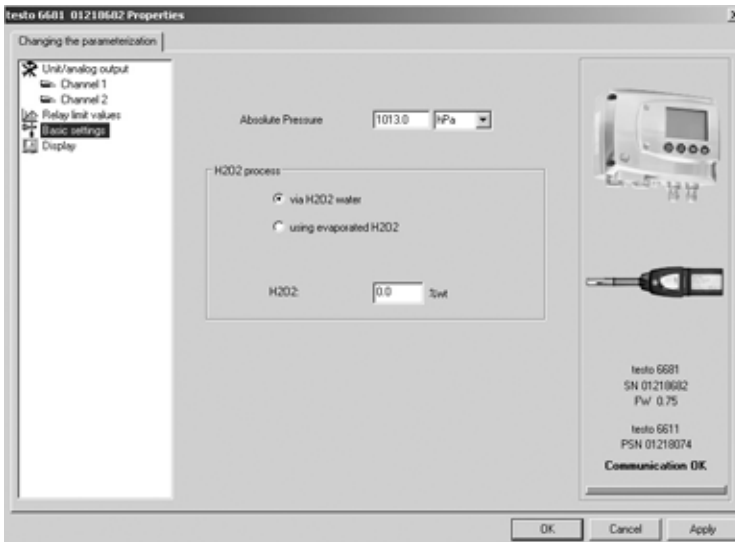 testo 6681 01218682 Properties
Changing the parameterization
Unit/analog output
Channel 1
Channel 2
Relay limit values
Basic settings
Display
Absolute Pressure 1013.0 hPa
H2O2 process
via H2O2 water
using evaporated H2O2
H2O2: 0.0 %wt
testo 6681
SN 01218682
FW 0.75
testo 6611
PSN 01218074
Communication OK
OK Cancel Apply